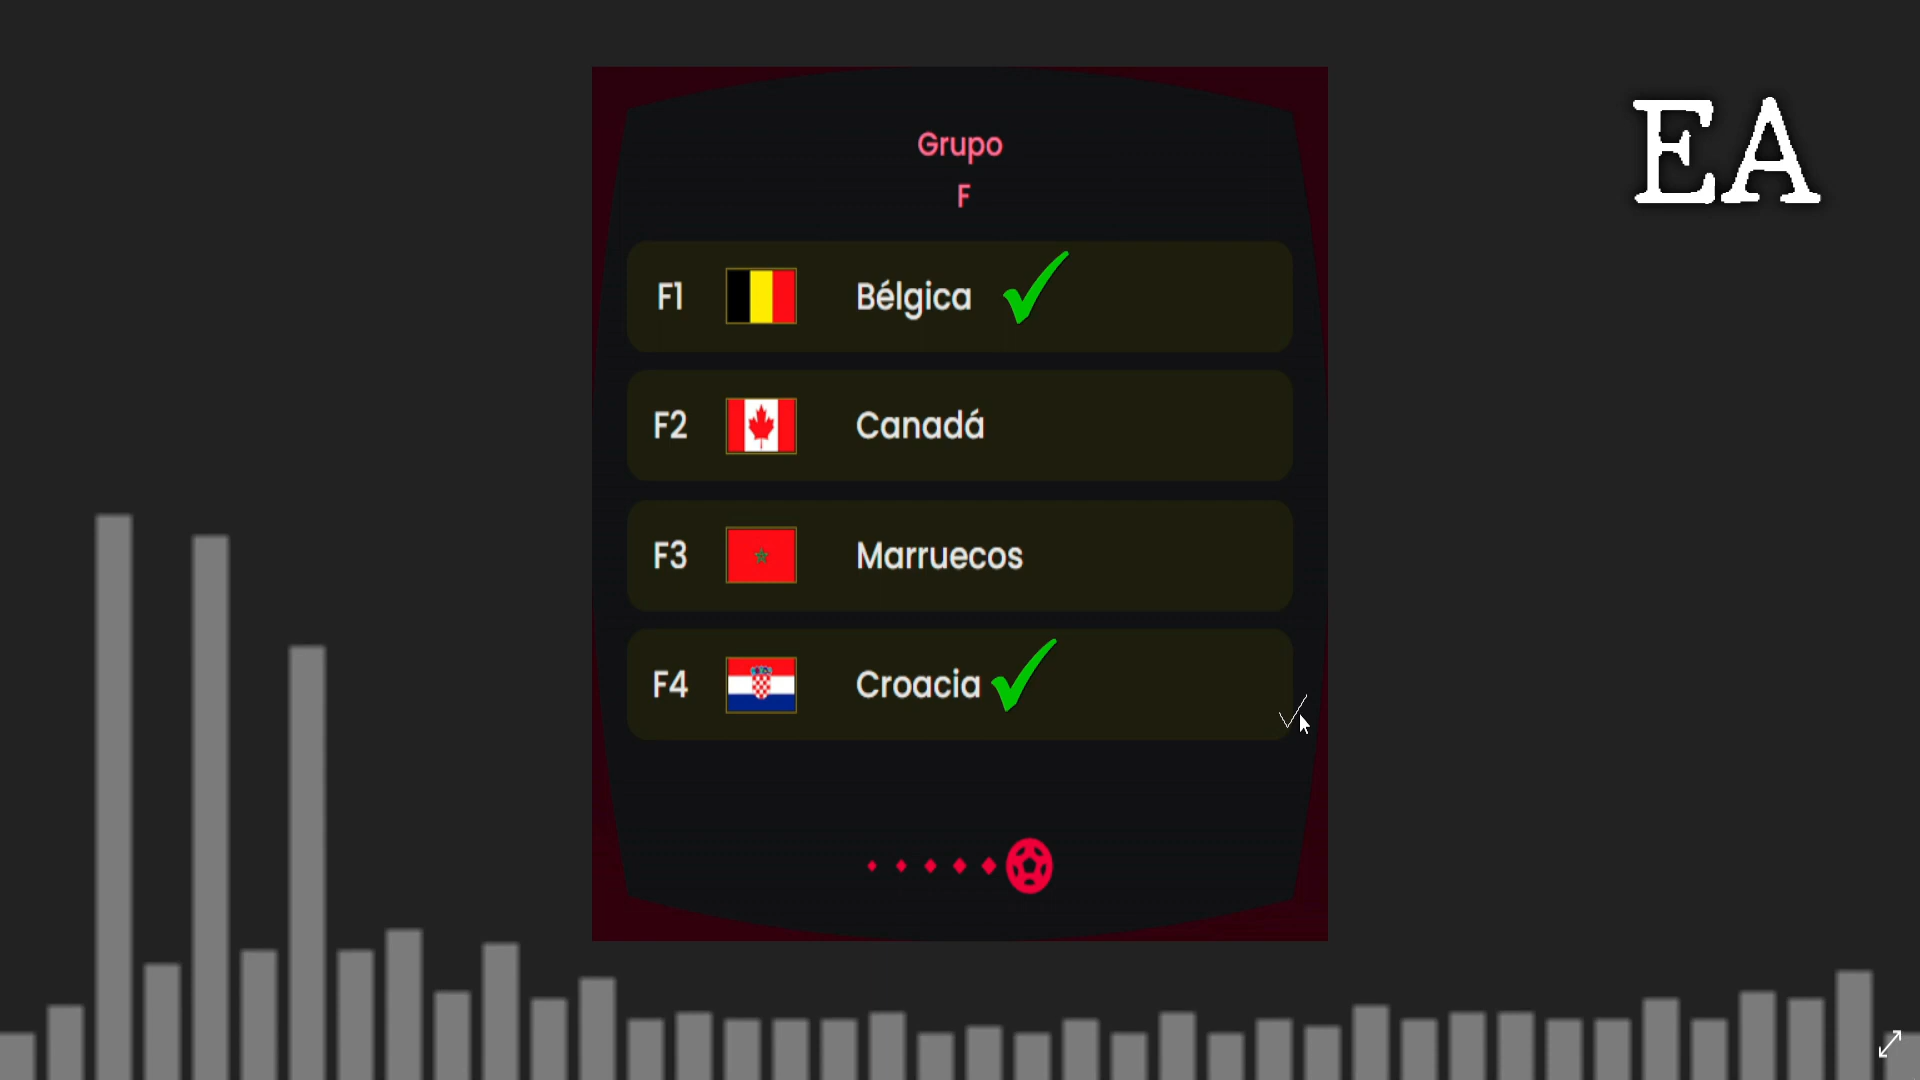 EA
Grupo
F
F1 Bélgica
F2 Canadá
F3 Marruecos
F4 Croacia